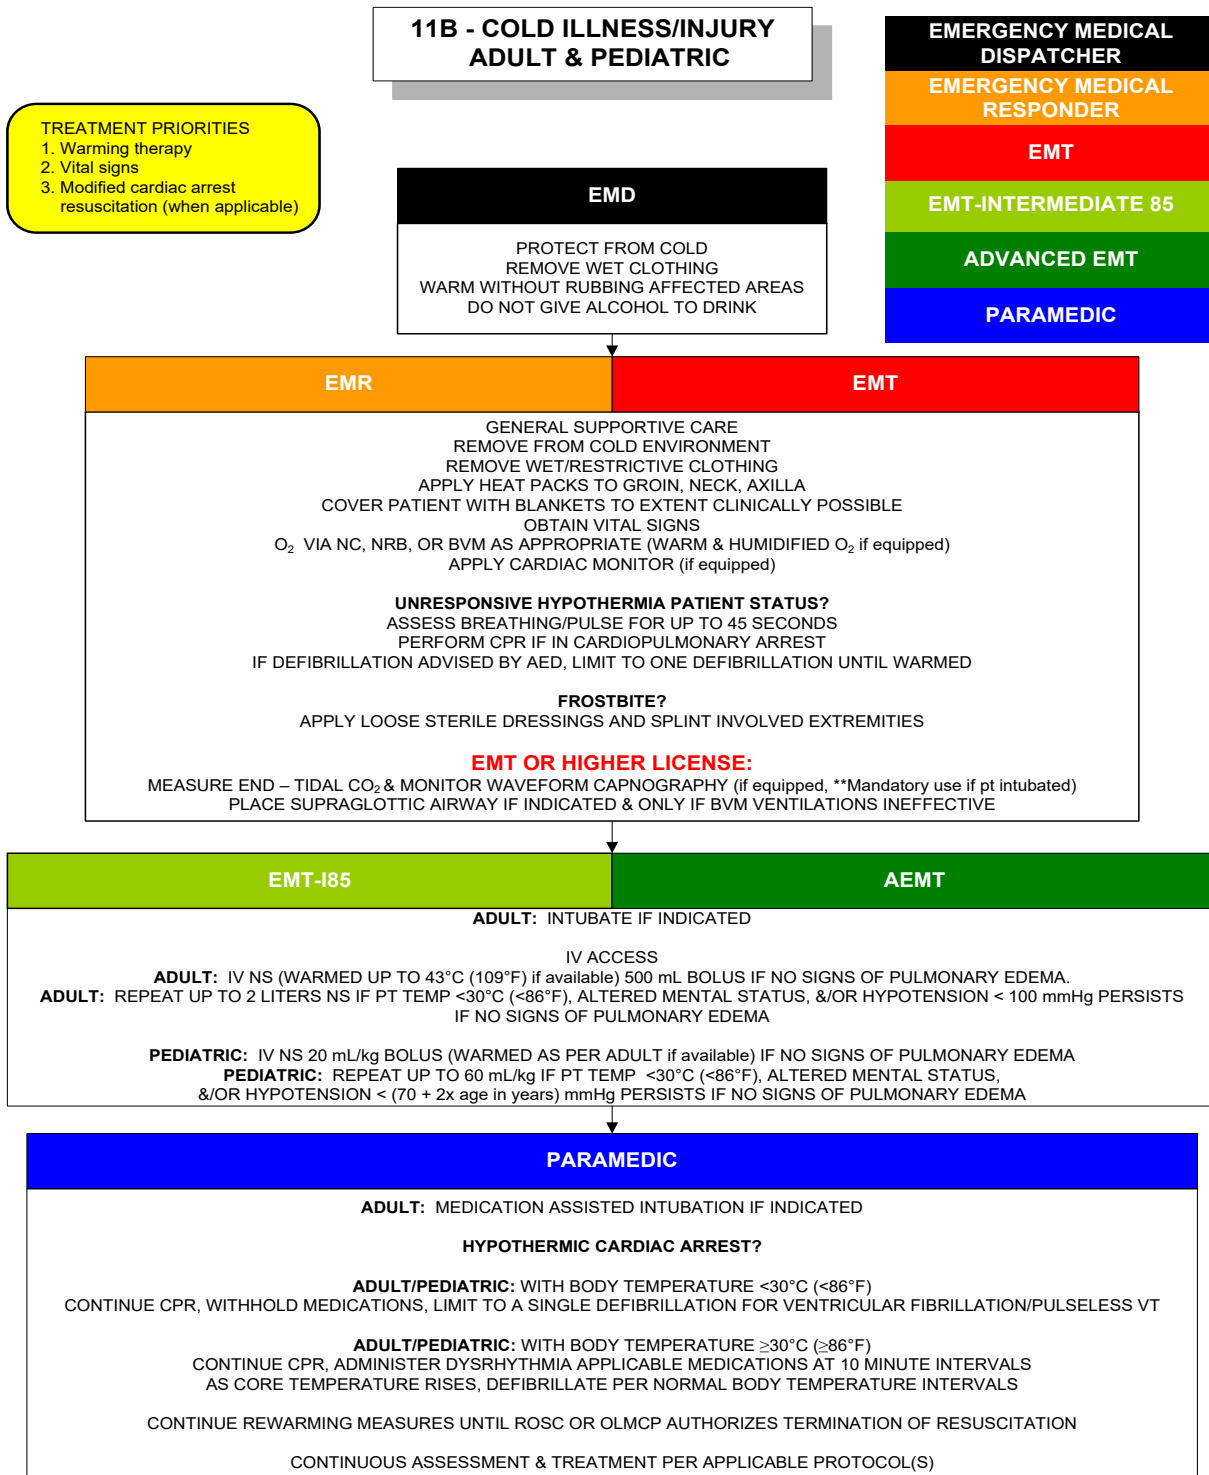 11B - COLD ILLNESS/INJURY
ADULT & PEDIATRIC
EMERGENCY MEDICAL
DISPATCHER
EMERGENCY MEDICAL
RESPONDER
EMT
EMT-INTERMEDIATE 85
ADVANCED EMT
PARAMEDIC
TREATMENT PRIORITIES
1. Warming therapy
2. Vital signs
3. Modified cardiac arrest
resuscitation (when applicable)
EMD
PROTECT FROM COLD
REMOVE WET CLOTHING
WARM WITHOUT RUBBING AFFECTED AREAS
DO NOT GIVE ALCOHOL TO DRINK
EMR
EMT
GENERAL SUPPORTIVE CARE
REMOVE FROM COLD ENVIRONMENT
REMOVE WET/RESTRICTIVE CLOTHING
APPLY HEAT PACKS TO GROIN, NECK, AXILLA
COVER PATIENT WITH BLANKETS TO EXTENT CLINICALLY POSSIBLE
OBTAIN VITAL SIGNS
O₂ VIA NC, NRB, OR BVM AS APPROPRIATE (WARM & HUMIDIFIED O₂ if equipped)
APPLY CARDIAC MONITOR (if equipped)
UNRESPONSIVE HYPOTHERMIA PATIENT STATUS?
ASSESS BREATHING/PULSE FOR UP TO 45 SECONDS
PERFORM CPR IF IN CARDIOPULMONARY ARREST
IF DEFIBRILLATION ADVISED BY AED, LIMIT TO ONE DEFIBRILLATION UNTIL WARMED
FROSTBITE?
APPLY LOOSE STERILE DRESSINGS AND SPLINT INVOLVED EXTREMITIES
EMT OR HIGHER LICENSE:
MEASURE END – TIDAL CO₂ & MONITOR WAVEFORM CAPNOGRAPHY (if equipped, **Mandatory use if pt intubated)
PLACE SUPRAGLOTTIC AIRWAY IF INDICATED & ONLY IF BVM VENTILATIONS INEFFECTIVE
EMT-I85
AEMT
ADULT: INTUBATE IF INDICATED
IV ACCESS
ADULT: IV NS (WARMED UP TO 43°C (109°F) if available) 500 mL BOLUS IF NO SIGNS OF PULMONARY EDEMA.
ADULT: REPEAT UP TO 2 LITERS NS IF PT TEMP <30°C (<86°F), ALTERED MENTAL STATUS, &/OR HYPOTENSION < 100 mmHg PERSISTS
IF NO SIGNS OF PULMONARY EDEMA
PEDIATRIC: IV NS 20 mL/kg BOLUS (WARMED AS PER ADULT if available) IF NO SIGNS OF PULMONARY EDEMA
PEDIATRIC: REPEAT UP TO 60 mL/kg IF PT TEMP <30°C (<86°F), ALTERED MENTAL STATUS,
&/OR HYPOTENSION < (70 + 2x age in years) mmHg PERSISTS IF NO SIGNS OF PULMONARY EDEMA
PARAMEDIC
ADULT: MEDICATION ASSISTED INTUBATION IF INDICATED
HYPOTHERMIC CARDIAC ARREST?
ADULT/PEDIATRIC: WITH BODY TEMPERATURE <30°C (<86°F)
CONTINUE CPR, WITHHOLD MEDICATIONS, LIMIT TO A SINGLE DEFIBRILLATION FOR VENTRICULAR FIBRILLATION/PULSELESS VT
ADULT/PEDIATRIC: WITH BODY TEMPERATURE ≥30°C (≥86°F)
CONTINUE CPR, ADMINISTER DYSRHYTHMIA APPLICABLE MEDICATIONS AT 10 MINUTE INTERVALS
AS CORE TEMPERATURE RISES, DEFIBRILLATE PER NORMAL BODY TEMPERATURE INTERVALS
CONTINUE REWARMING MEASURES UNTIL ROSC OR OLMCP AUTHORIZES TERMINATION OF RESUSCITATION
CONTINUOUS ASSESSMENT & TREATMENT PER APPLICABLE PROTOCOL(S)